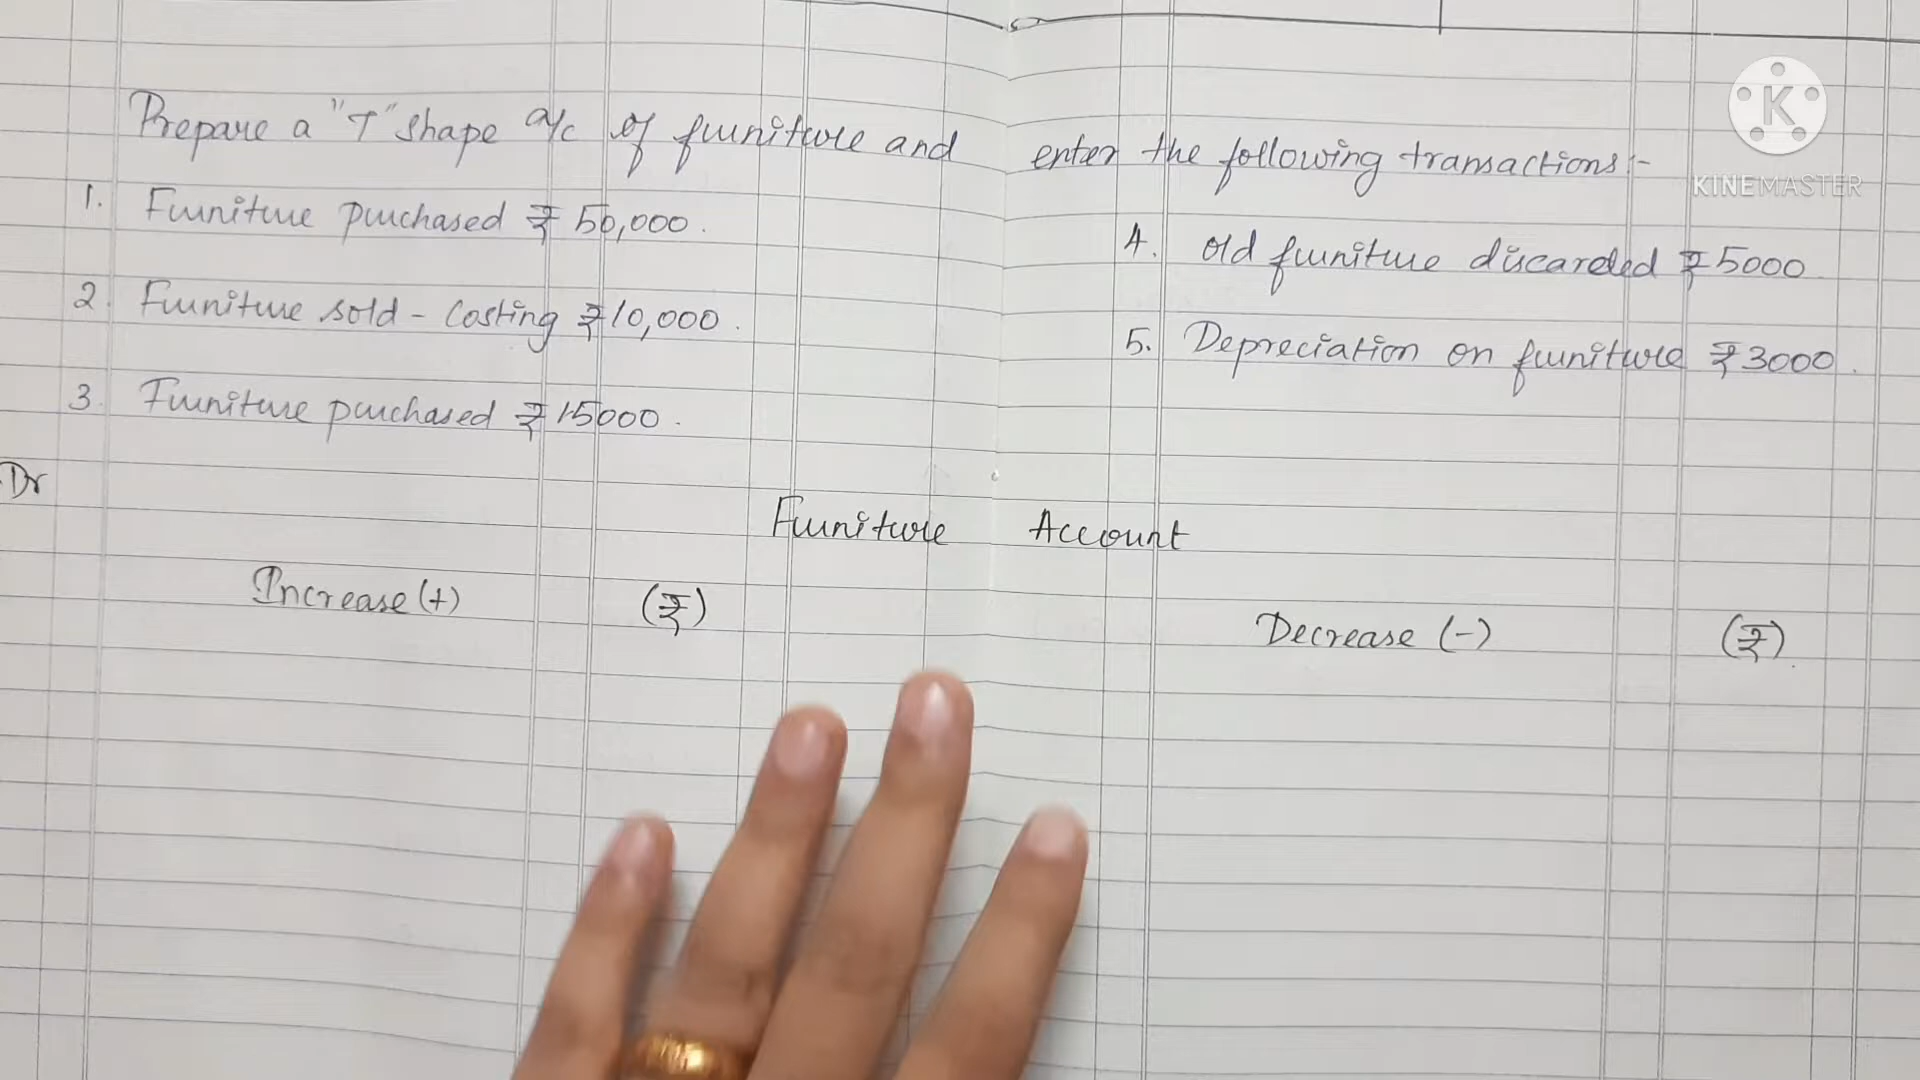 Prepare a "T" shape a/c of furniture and enter the following transactions:-
1. Furniture purchased ₹ 50,000.
2. Furniture sold - Costing ₹ 10,000.
3. Furniture purchased ₹ 15000.
4. Old furniture discarded ₹ 5000
5. Depreciation on furniture ₹ 3000.
Dr
Furniture Account
Increase (+) (₹) Decrease (-) (₹)
K
KINEMASTER